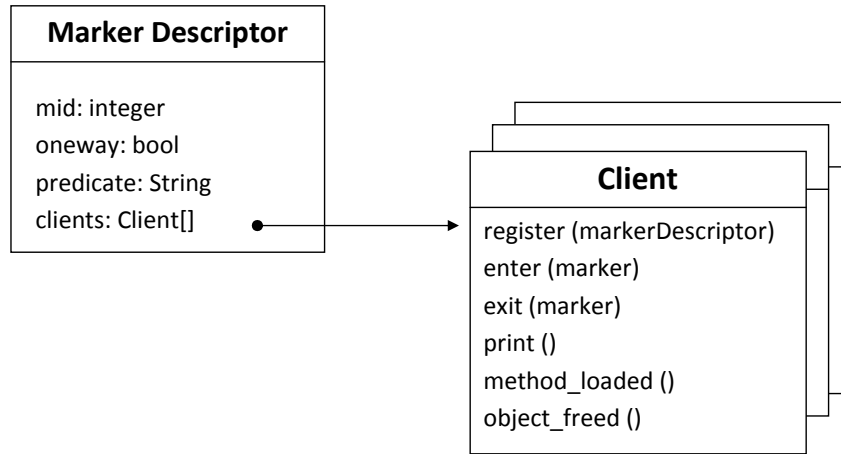 Marker Descriptor
mid: integer
oneway: bool
predicate: String
clients: Client[]
Client
register (markerDescriptor)
enter (marker)
exit (marker)
print ()
method_loaded ()
object_freed ()